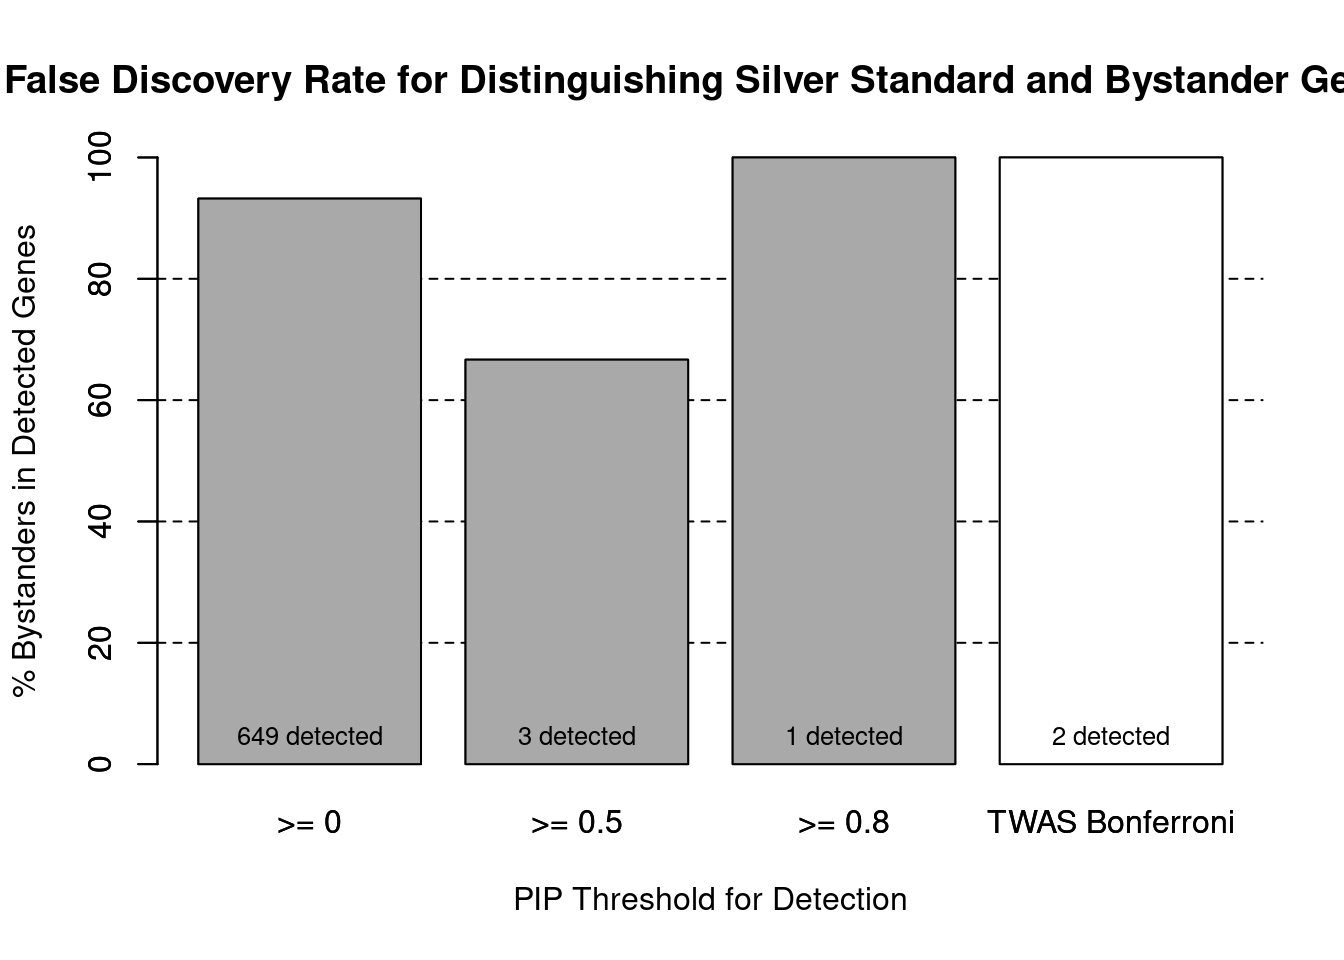 False Discovery Rate for Distinguishing Silver Standard and Bystander Ge
% Bystanders in Detected Genes
100
80
60
40
20
0
649 detected
3 detected
1 detected
2 detected
>= 0
>= 0.5
>= 0.8
TWAS Bonferroni
PIP Threshold for Detection